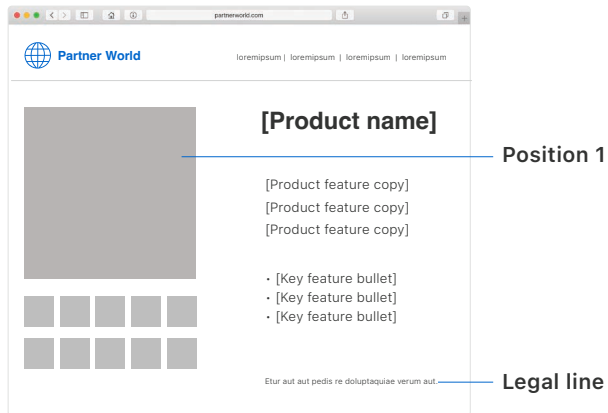 partnerworld.com
Partner World
loremipsum | loremipsum | loremipsum | loremipsum
[Product name]
Position 1
[Product feature copy]
[Product feature copy]
[Product feature copy]
• [Key feature bullet]
• [Key feature bullet]
• [Key feature bullet]
Etur aut aut pedis re doluptaquiae verum aut.
Legal line